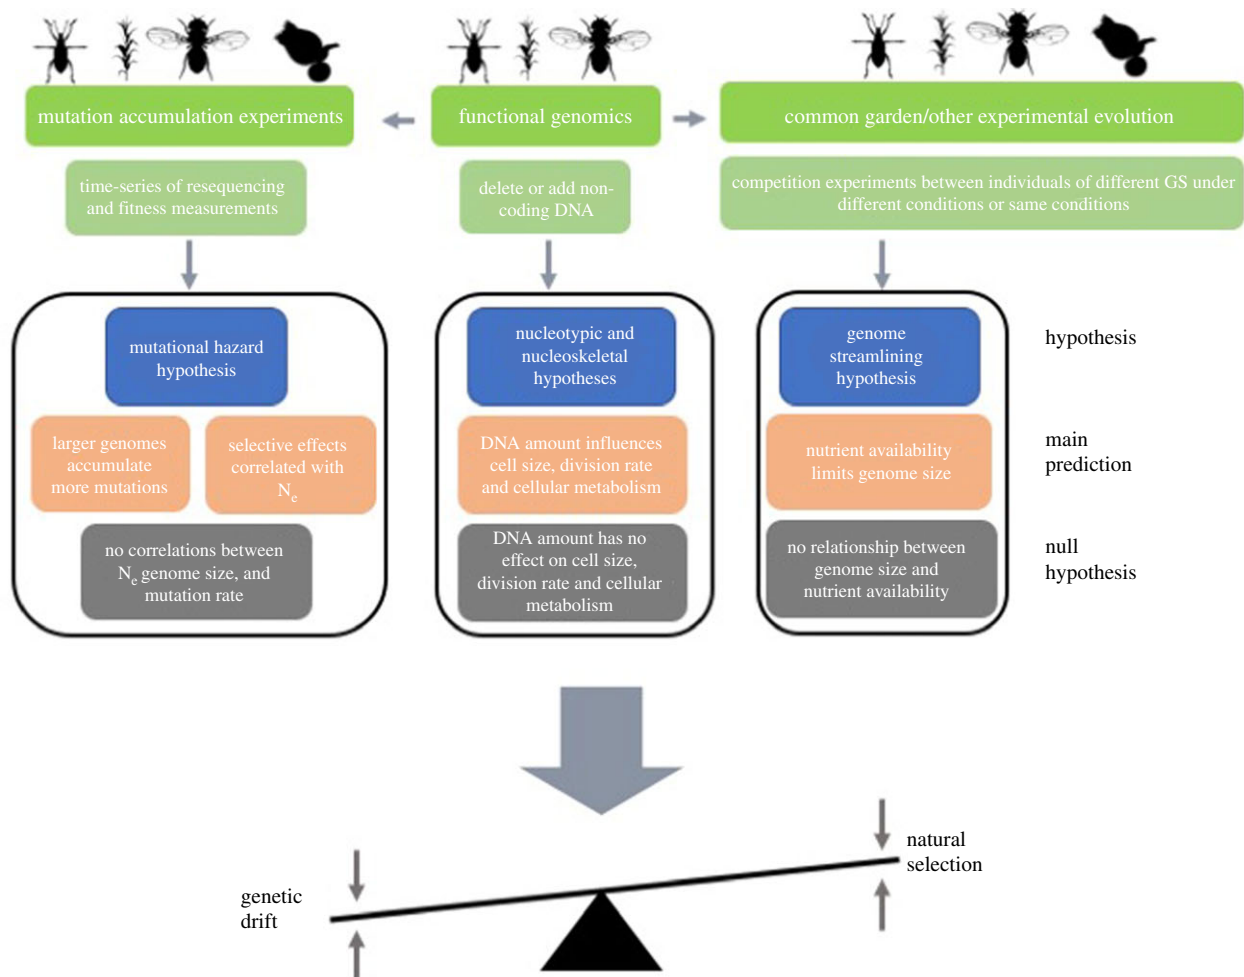 mutation accumulation experiments
functional genomics
common garden/other experimental evolution
time-series of resequencing
and fitness measurements
delete or add non-
coding DNA
competition experiments between individuals of different GS under
different conditions or same conditions
mutational hazard
hypothesis
nucleotypic and
nucleoskeletal
hypotheses
genome
streamlining
hypothesis
hypothesis
larger genomes
accumulate
more mutations
selective effects
correlated with
Ne
DNA amount influences
cell size, division rate
and cellular metabolism
nutrient availability
limits genome size
main
prediction
no correlations between
Ne genome size, and
mutation rate
DNA amount has no
effect on cell size,
division rate and cellular
metabolism
no relationship between
genome size and
nutrient availability
null
hypothesis
genetic
drift
natural
selection